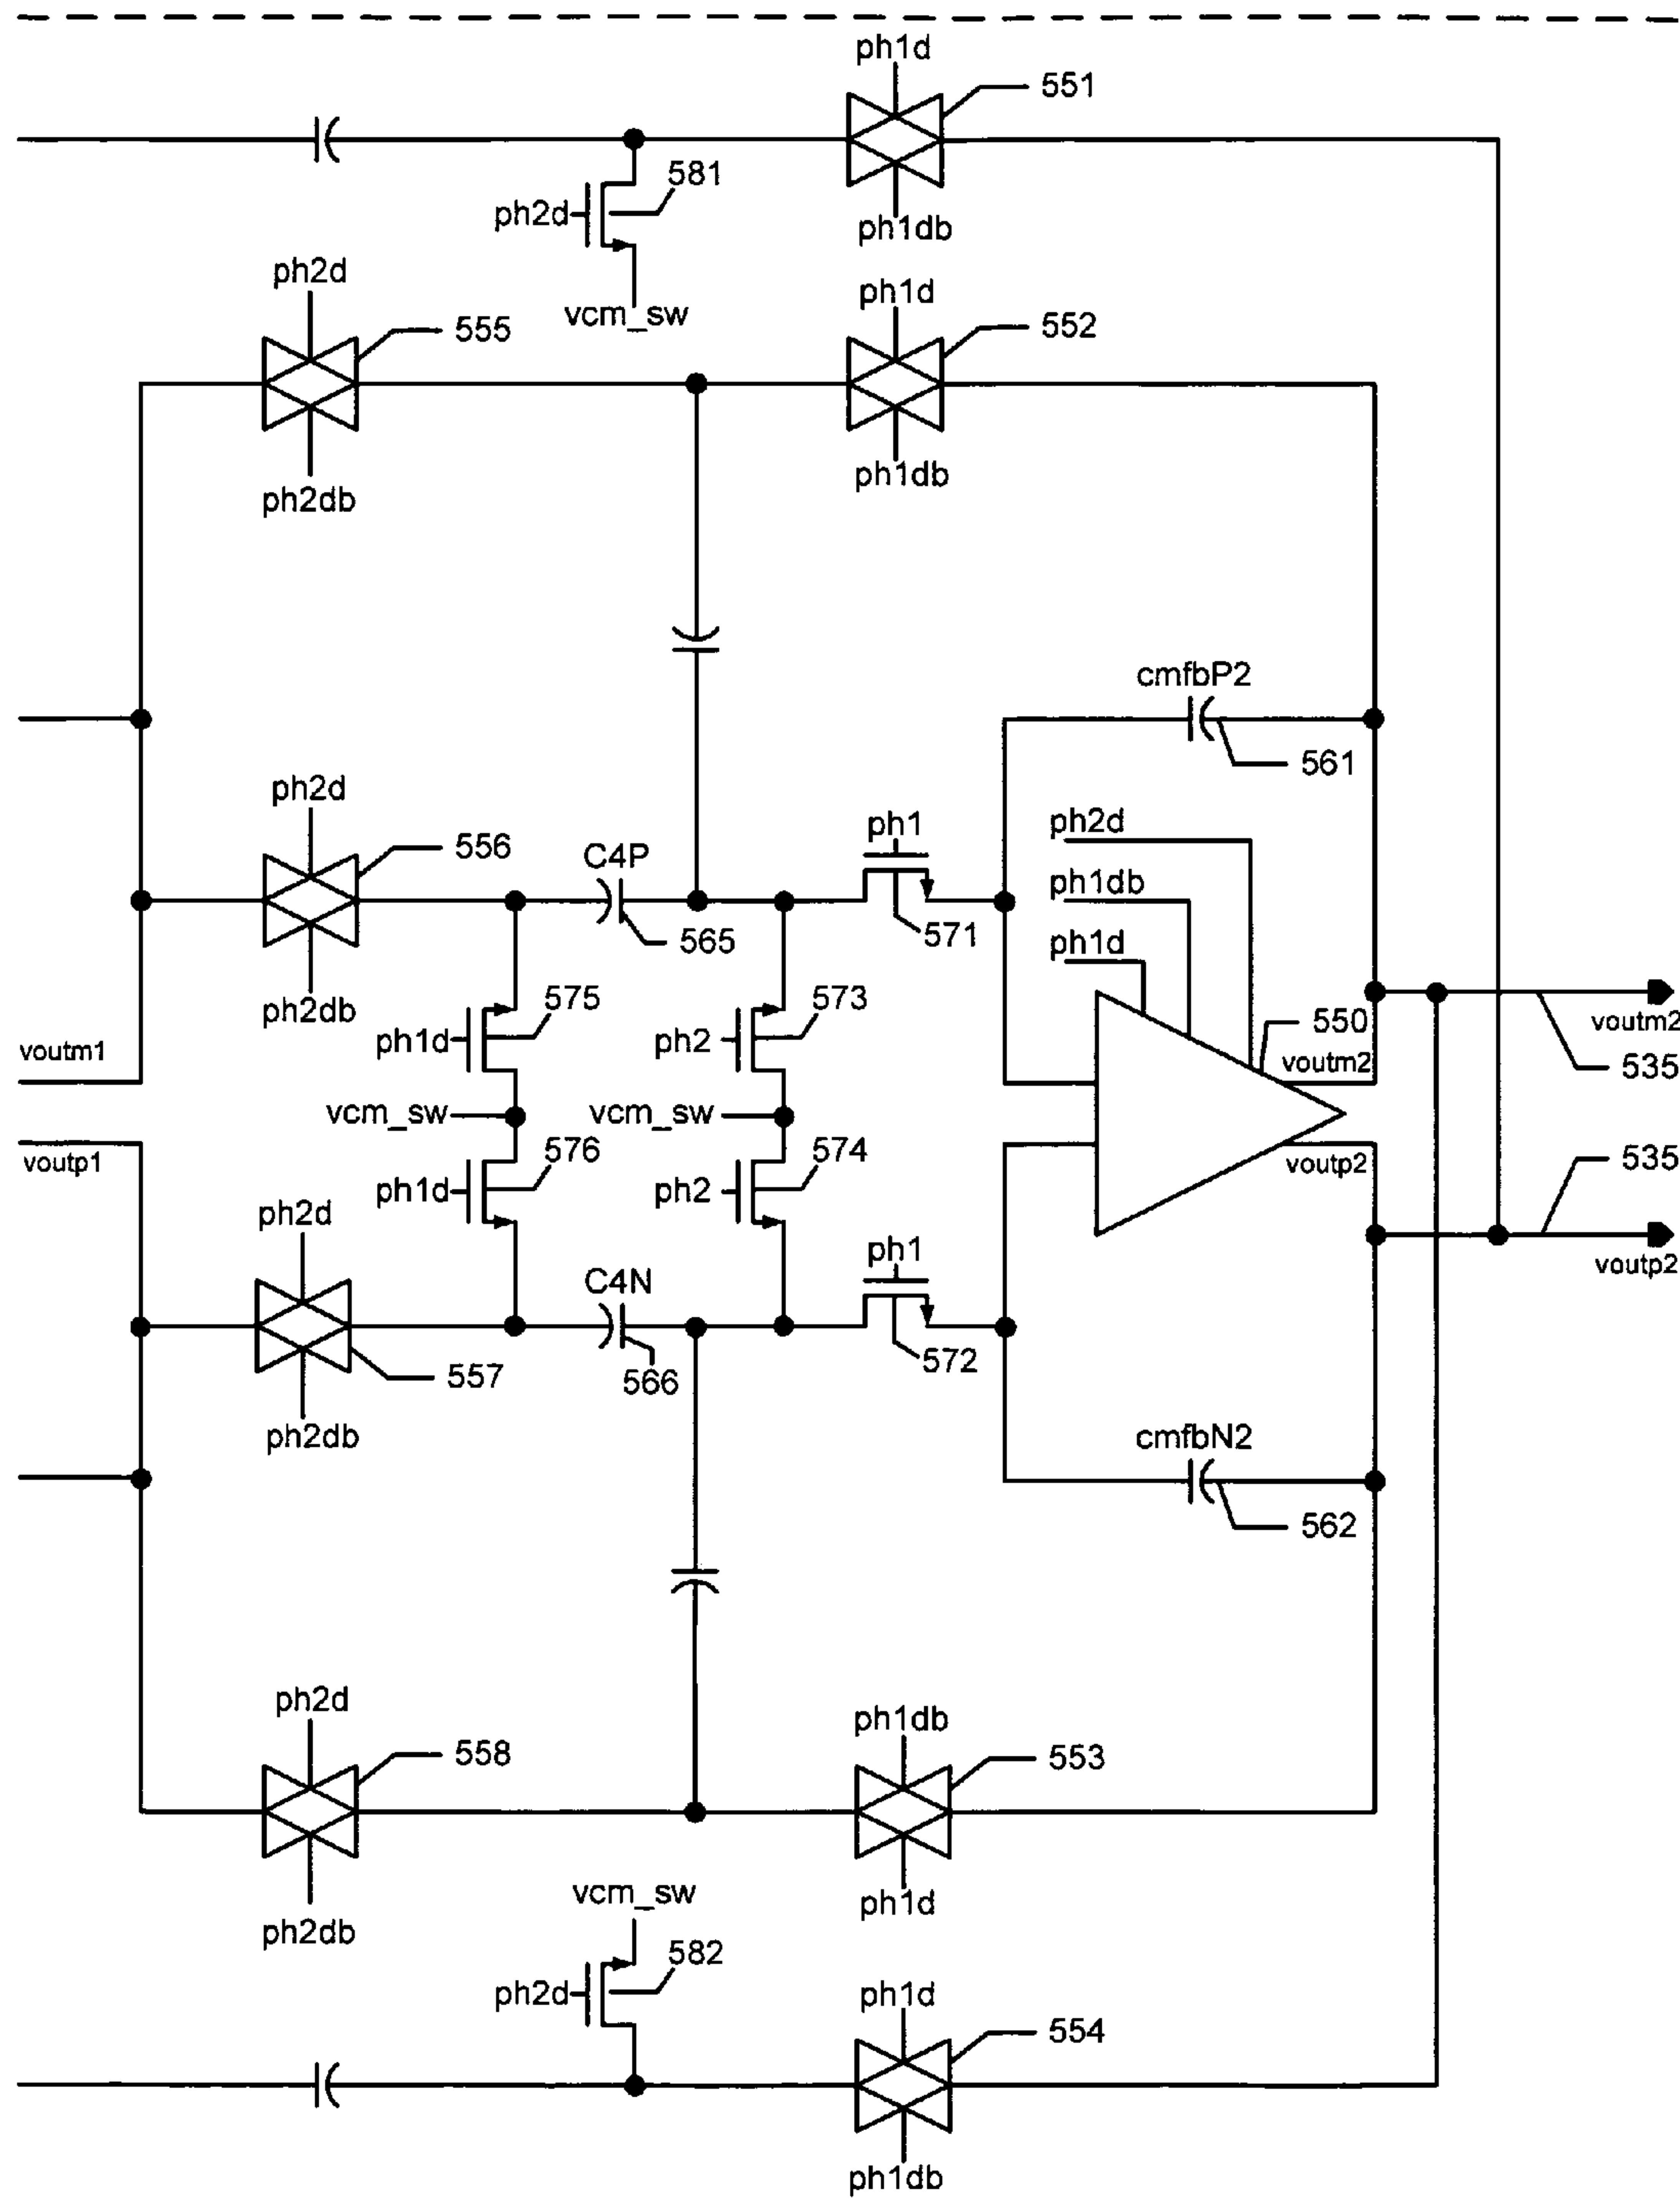 ph1d
551
581
ph2d
ph1db
vcm_sw
ph2d
555
ph2db
ph1d
552
ph1db
cmfbP2
561
ph2d
556
ph2db
C4P
565
ph1
571
ph2d
ph1db
ph1d
550
voutm2
voutm2
535
575
ph1d
573
ph2
voutm1
vcm_sw
vcm_sw
voutp1
576
ph1d
574
ph2
voutp2
535
voutp2
ph2d
557
ph2db
C4N
566
ph1
572
cmfbN2
562
ph2d
558
ph2db
ph1db
553
ph1d
vcm_sw
582
ph2d
ph1d
554
ph1db